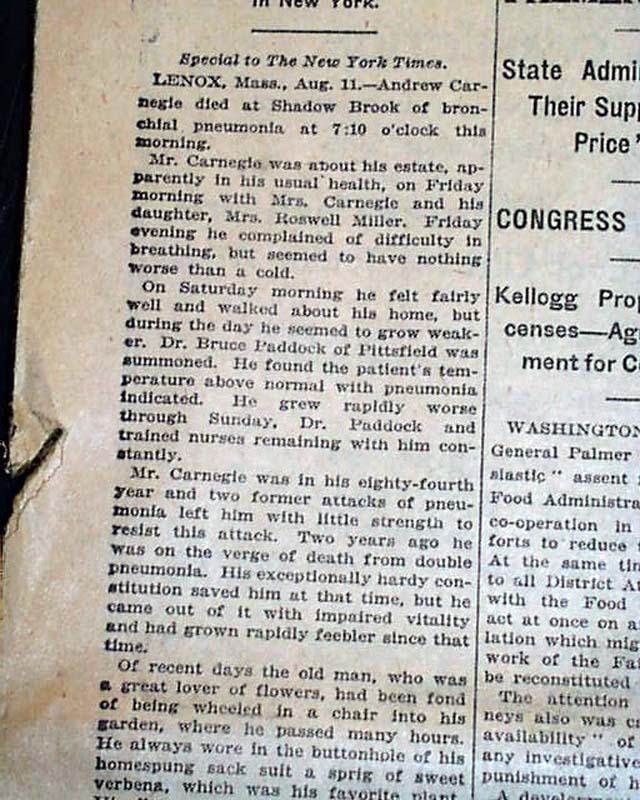 in New York.
Special to The New York Times.
LENOX, Mass., Aug. 11.—Andrew Car-
negie died at Shadow Brook of bron-
chial pneumonia at 7:10 o'clock this
morning.
Mr. Carnegie was about his estate, ap-
parently in his usual health, on Friday
morning with Mrs. Carnegie and his
daughter, Mrs. Roswell Miller. Friday
evening he complained of difficulty in
breathing, but seemed to have nothing
worse than a cold.
On Saturday morning he felt fairly
well and walked about his home, but
during the day he seemed to grow weak-
er. Dr. Bruce Paddock of Pittsfield was
summoned. He found the patient's tem-
perature above normal with pneumonia
indicated. He grew rapidly worse
through Sunday, Dr. Paddock and
trained nurses remaining with him con-
stantly.
Mr. Carnegie was in his eighty-fourth
year and two former attacks of pneu-
monia left him with little strength to
resist this attack. Two years ago he
was on the verge of death from double
pneumonia. His exceptionally hardy con-
stitution saved him at that time, but he
came out of it with impaired vitality
and had grown rapidly feebler since that
time.
Of recent days the old man, who was
a great lover of flowers, had been fond
of being wheeled in a chair into his
garden, where he passed many hours.
He always wore in the buttonhole of his
homespung sack suit a sprig of sweet
verbena, which was his favorite plant.
State Admi
Their Sup
Price"
CONGRESS
Kellogg Pro
censes—Ag
ment for C
WASHINGTON
General Palmer
siastic" assent
Food Administra
co-operation in
forts to reduce
At the same tim
to all District A
with the Food
act at once on a
lation which mig
work of the Fa
be reconstituted
The attention
neys also was c
availability" of
any investigative
punishment of h
A developm